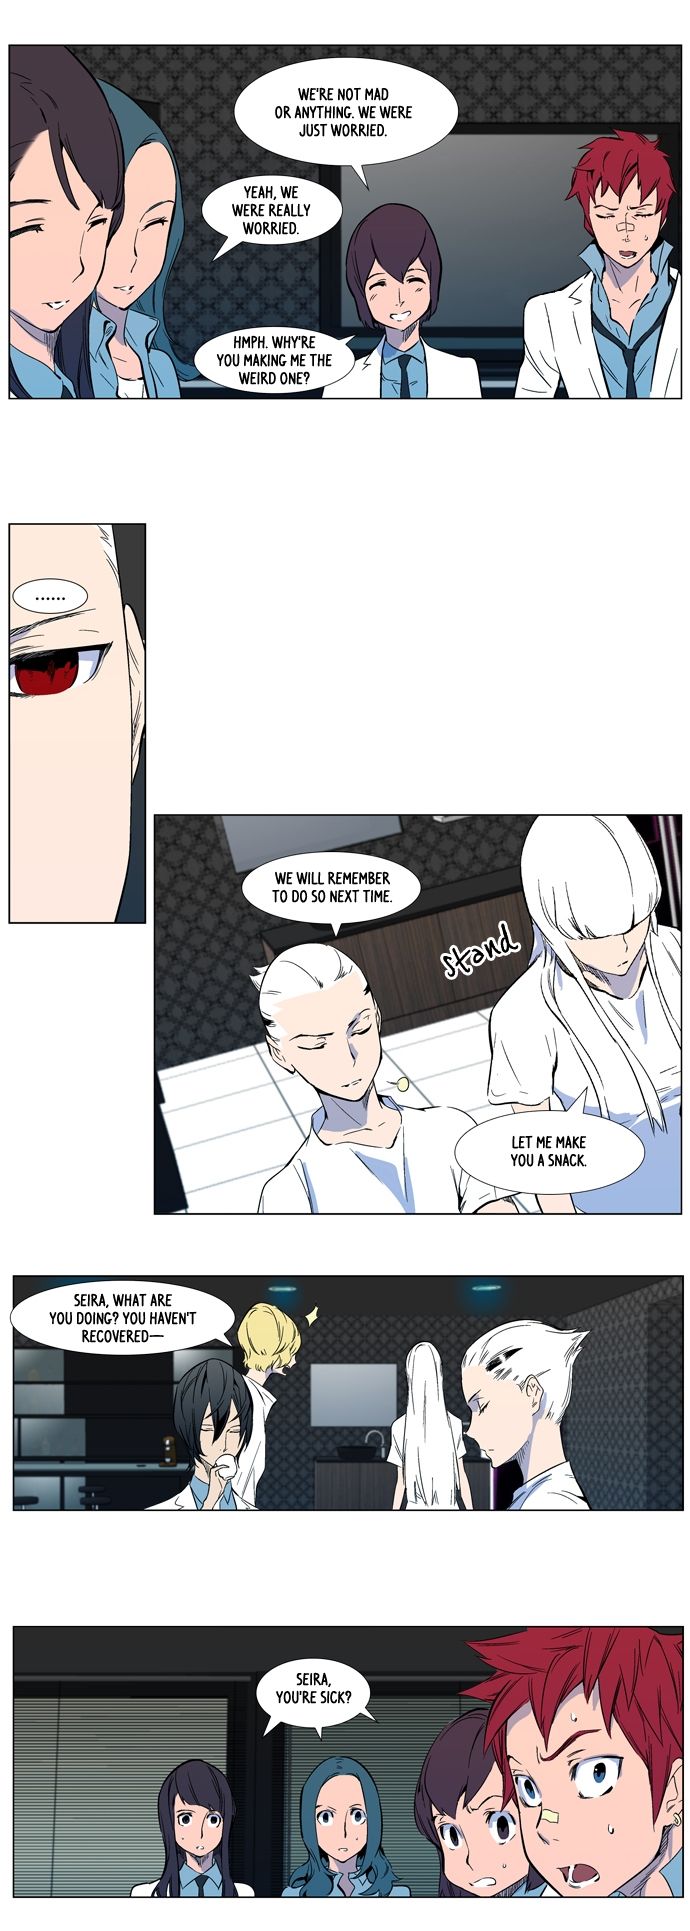 WE'RE NOT MAD
OR ANYTHING. WE WERE
JUST WORRIED.
YEAH, WE
WERE REALLY
WORRIED.
HMPH. WHY'RE
YOU MAKING ME THE
WEIRD ONE?
......
WE WILL REMEMBER
TO DO SO NEXT TIME.
stand
LET ME MAKE
YOU A SNACK.
SEIRA, WHAT ARE
YOU DOING? YOU HAVEN'T
RECOVERED—
SEIRA,
YOU'RE SICK?